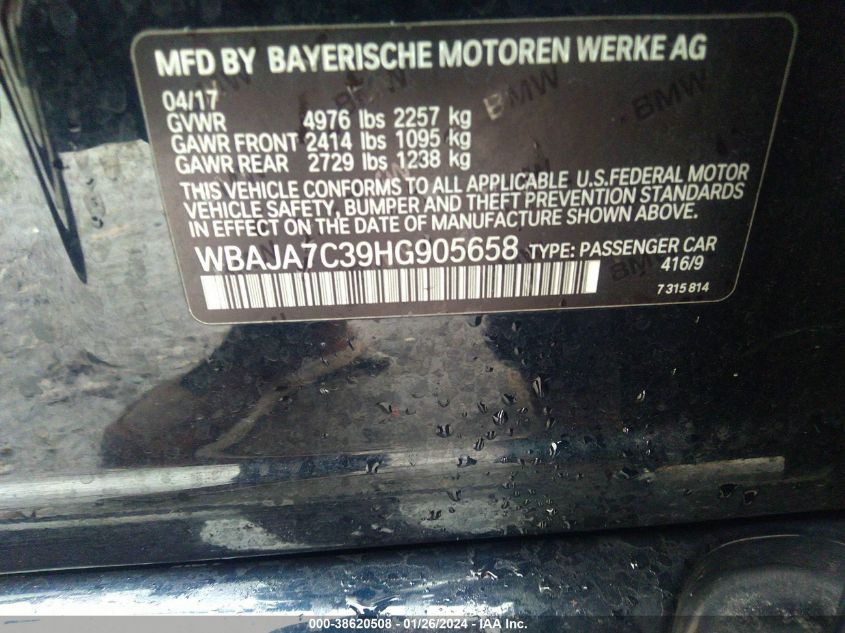 MFD BY BAYERISCHE MOTOREN WERKE AG
04/17
GVWR 4976 lbs 2257 kg
GAWR FRONT 2414 lbs 1095 kg
GAWR REAR 2729 lbs 1238 kg
THIS VEHICLE CONFORMS TO ALL APPLICABLE U.S.FEDERAL MOTOR
VEHICLE SAFETY, BUMPER AND THEFT PREVENTION STANDARDS
IN EFFECT ON THE DATE OF MANUFACTURE SHOWN ABOVE.
WBAJA7C39HG905658 TYPE: PASSENGER CAR
416/9
7 315 814
BMW
BMW
BMW
000-38620508 - 01/26/2024 - IAA Inc.